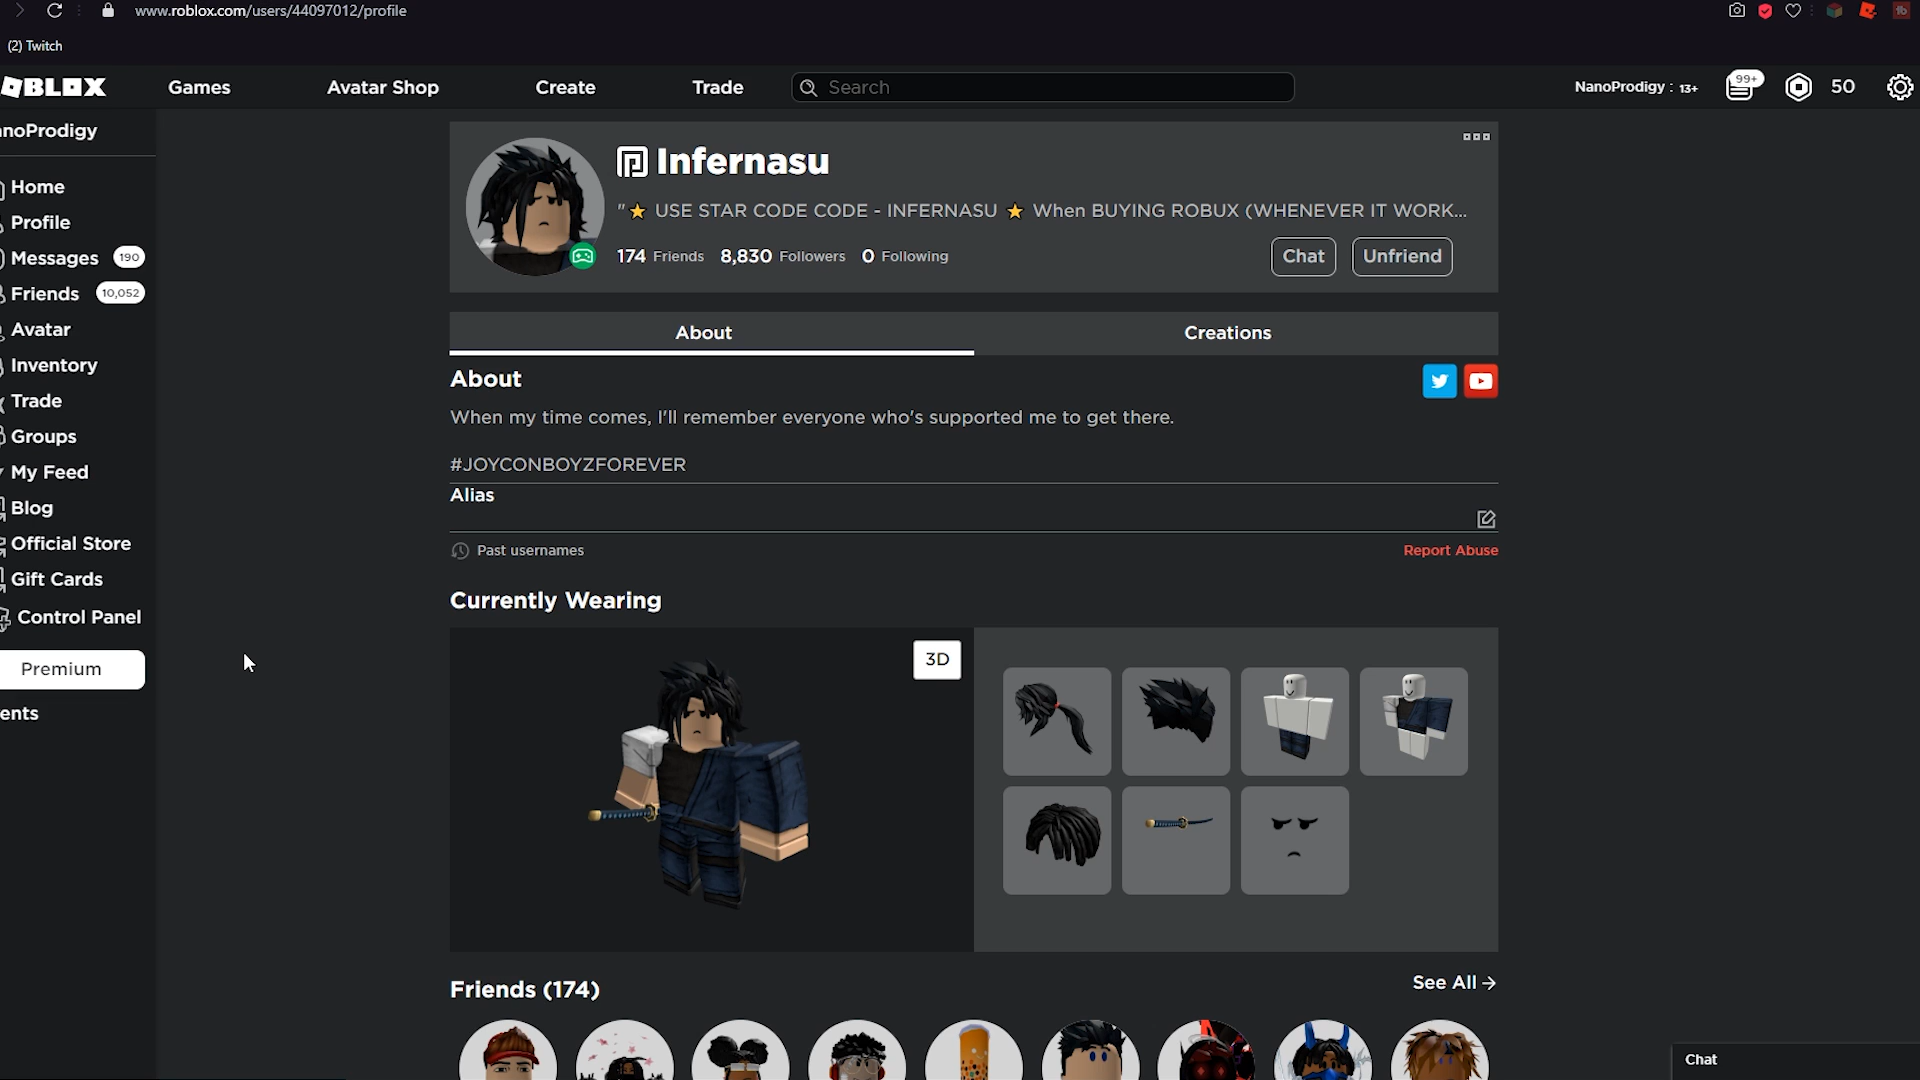 www.roblox.com/users/44097012/profile
(2) Twitch
BLOX
Games
Avatar Shop
Create
Trade
Search
NanoProdigy : 13+
99+
50
noProdigy
Home
Profile
Messages 190
Friends 10,052
Avatar
Inventory
Trade
Groups
My Feed
Blog
Official Store
Gift Cards
Control Panel
Premium
ents
Infernasu
"⭐ USE STAR CODE CODE - INFERNASU ⭐ When BUYING ROBUX (WHENEVER IT WORK...
174 Friends 8,830 Followers 0 Following
Chat
Unfriend
About
Creations
About
When my time comes, I'll remember everyone who's supported me to get there.
#JOYCONBOYZFOREVER
Alias
Past usernames
Report Abuse
Currently Wearing
3D
Friends (174)
See All →
Chat